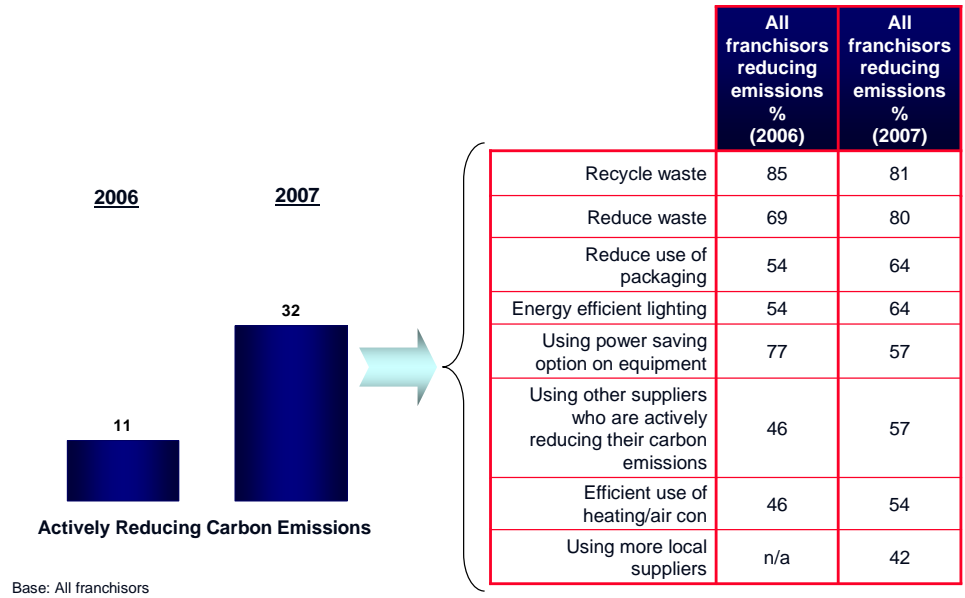 2006
2007
11
32
Actively Reducing Carbon Emissions
Base: All franchisors
All
franchisors
reducing
emissions
%
(2006)
All
franchisors
reducing
emissions
%
(2007)
Recycle waste 85 81
Reduce waste 69 80
Reduce use of
packaging 54 64
Energy efficient lighting 54 64
Using power saving
option on equipment 77 57
Using other suppliers
who are actively
reducing their carbon
emissions 46 57
Efficient use of
heating/air con 46 54
Using more local
suppliers n/a 42